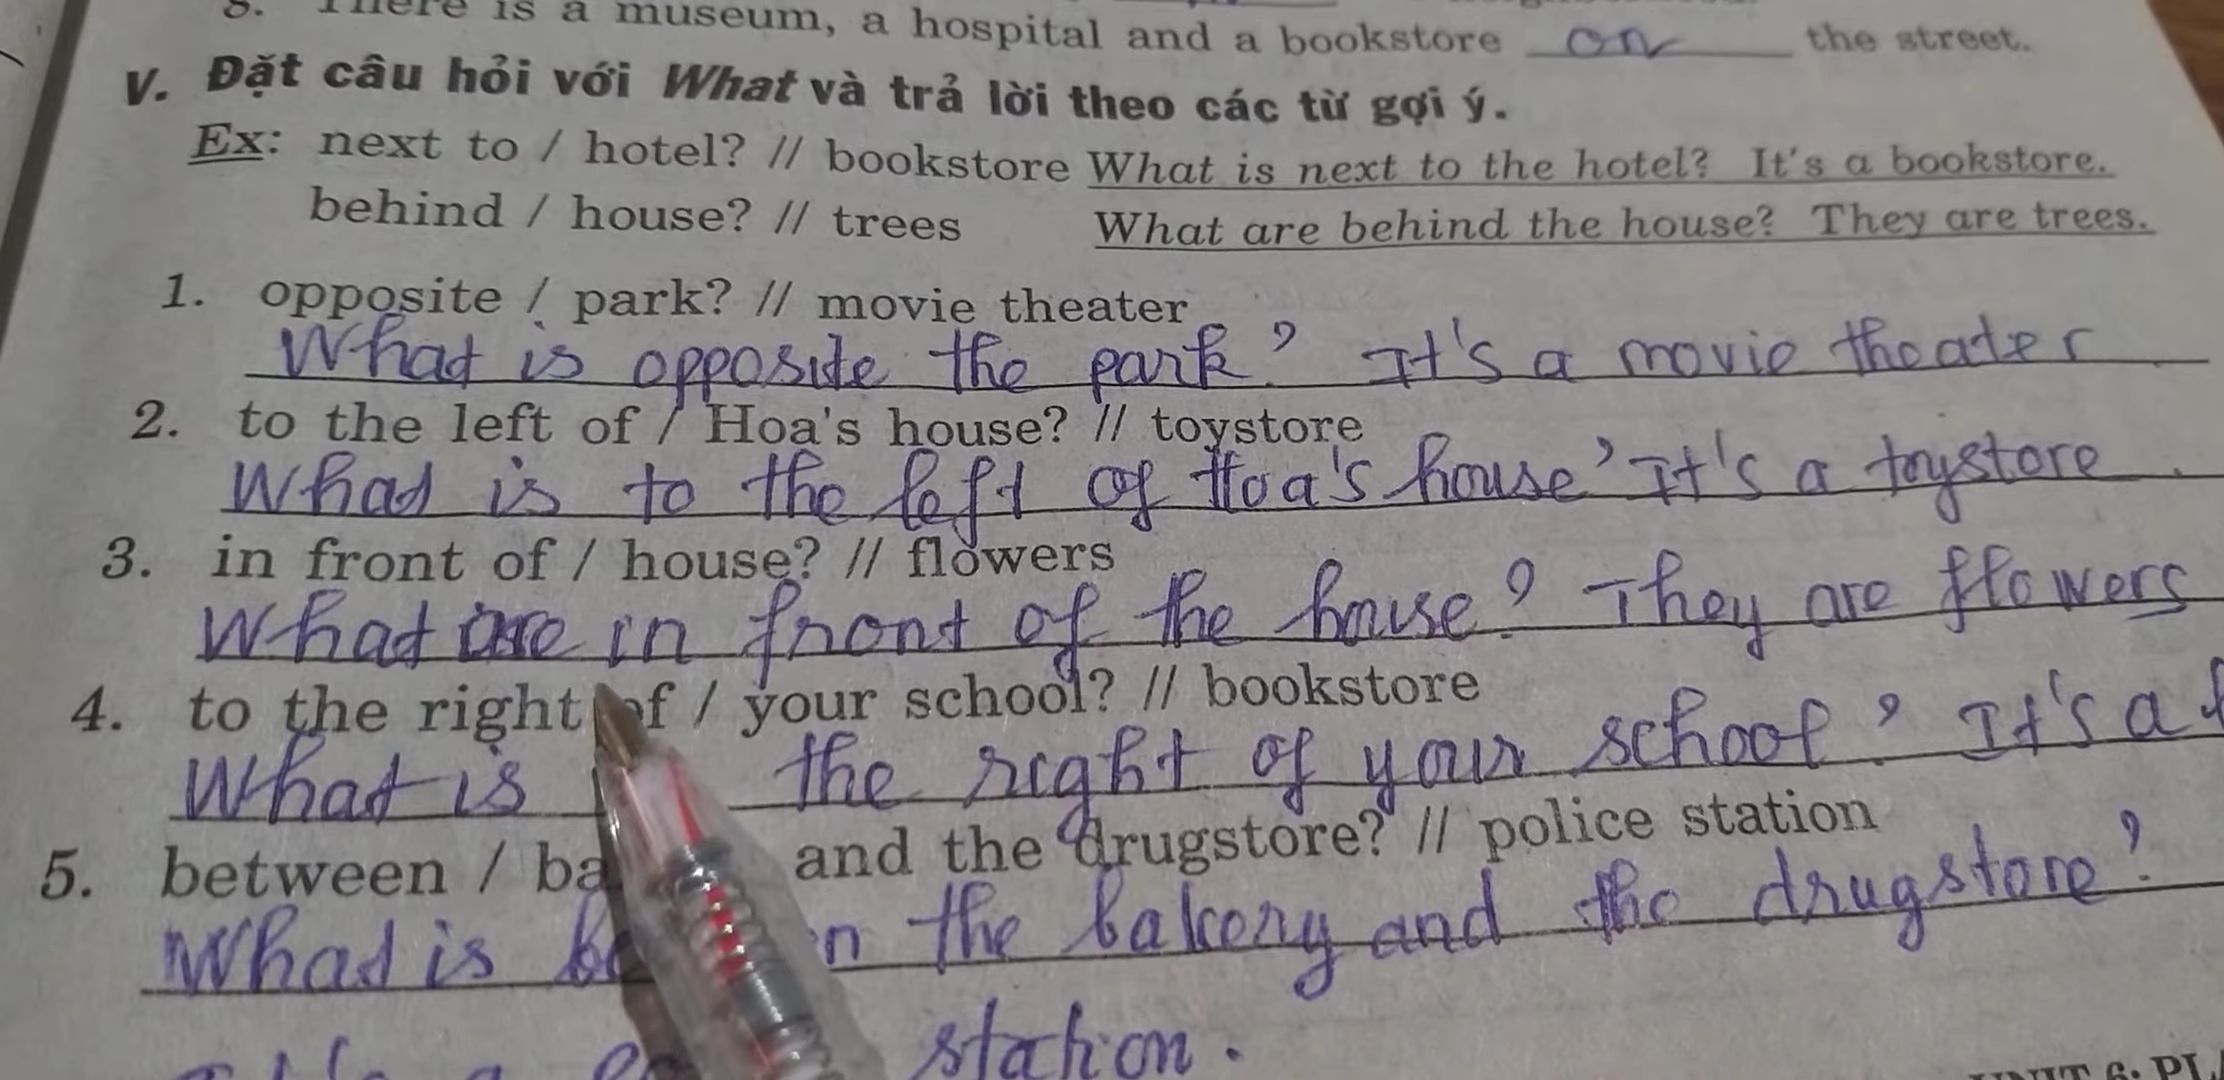 8. There is a museum, a hospital and a bookstore on the street.
V. Đặt câu hỏi với What và trả lời theo các từ gợi ý.
Ex: next to / hotel? // bookstore What is next to the hotel? It's a bookstore.
behind / house? // trees What are behind the house? They are trees.
1. opposite / park? // movie theater
What is opposite the park? It's a movie theater
2. to the left of / Hoa's house? // toystore
What is to the left of Hoa's house? It's a toystore.
3. in front of / house? // flowers
What are in front of the house? They are flowers
4. to the right of / your school? // bookstore
What is the right of your school? It's a
5. between / and the drugstore? // police station
What is the bakery and the drugstore?
station.
UNIT 6: